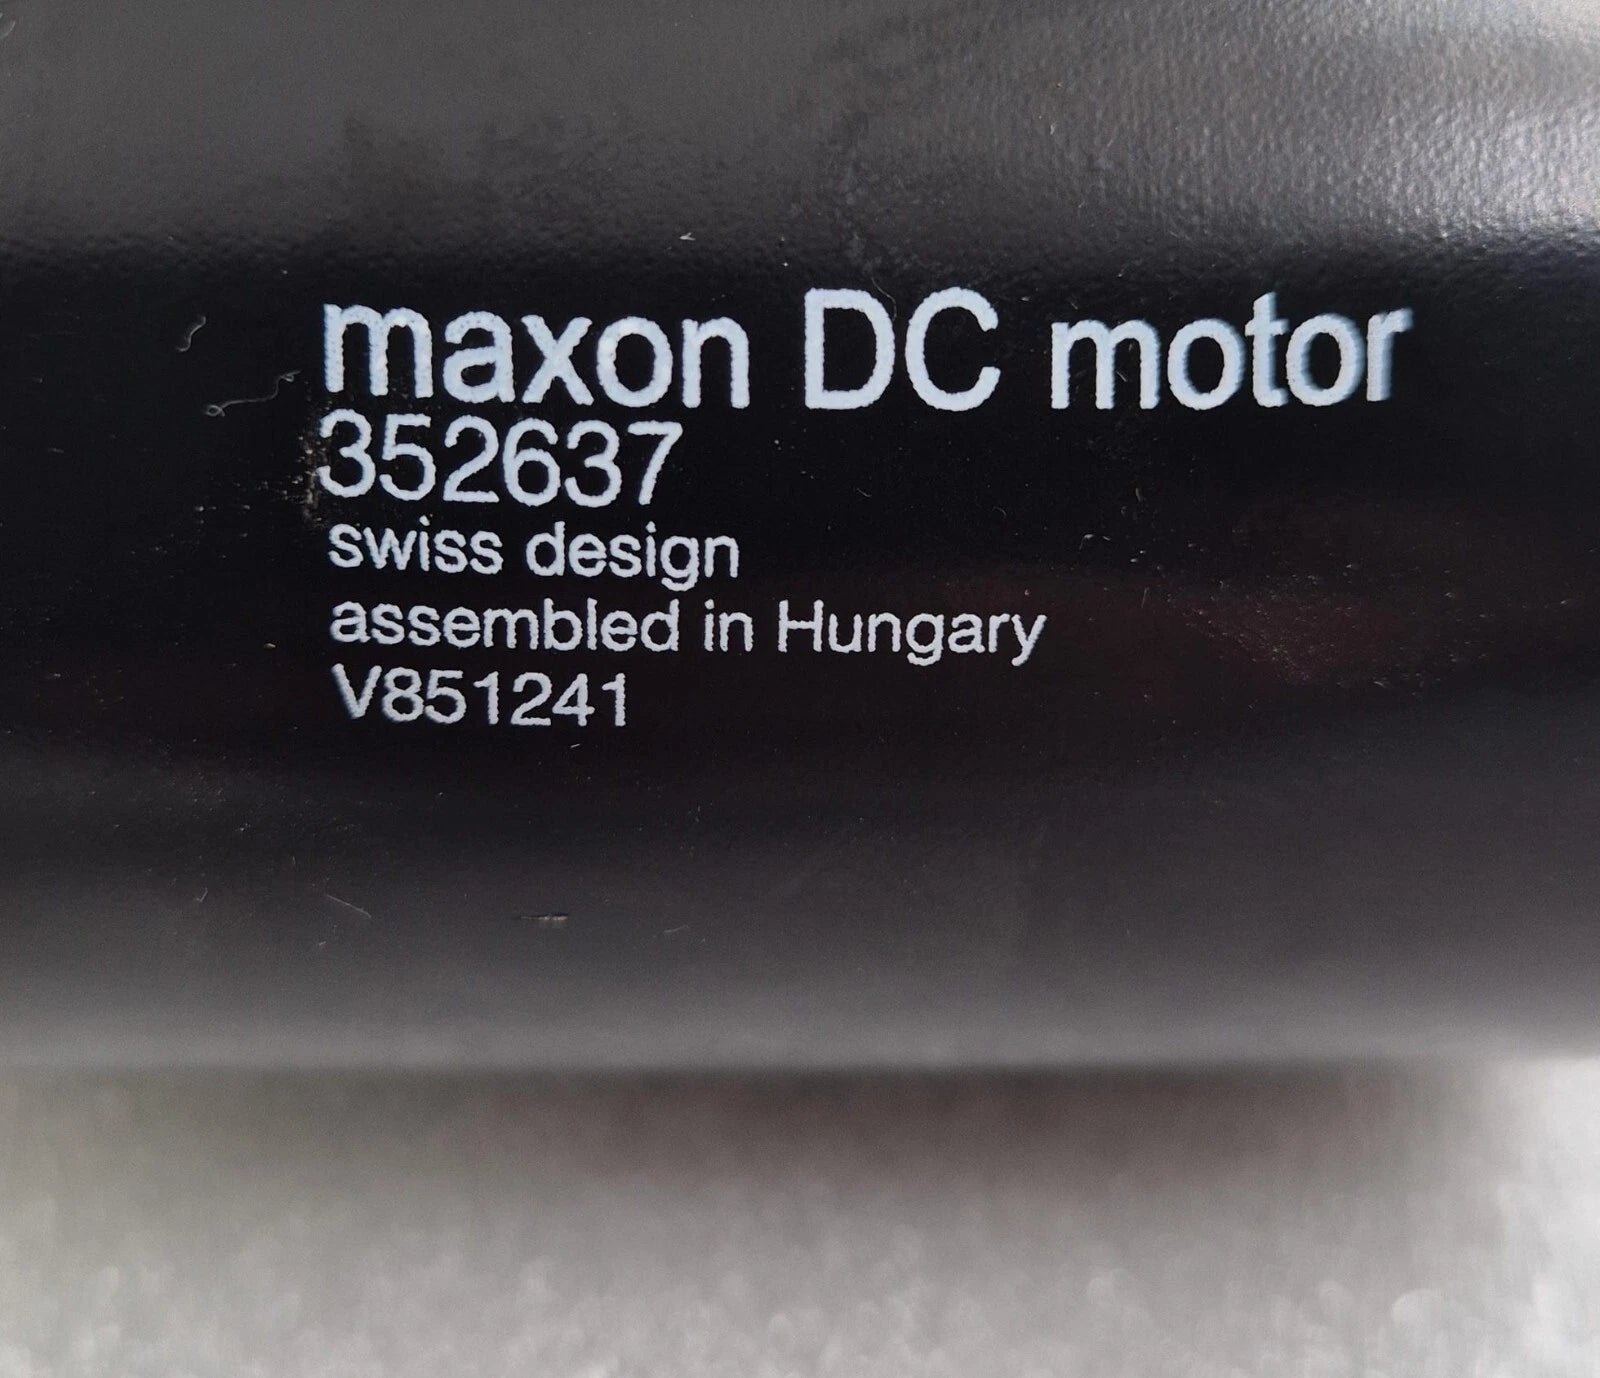 maxon DC motor
352637
swiss design
assembled in Hungary
V851241